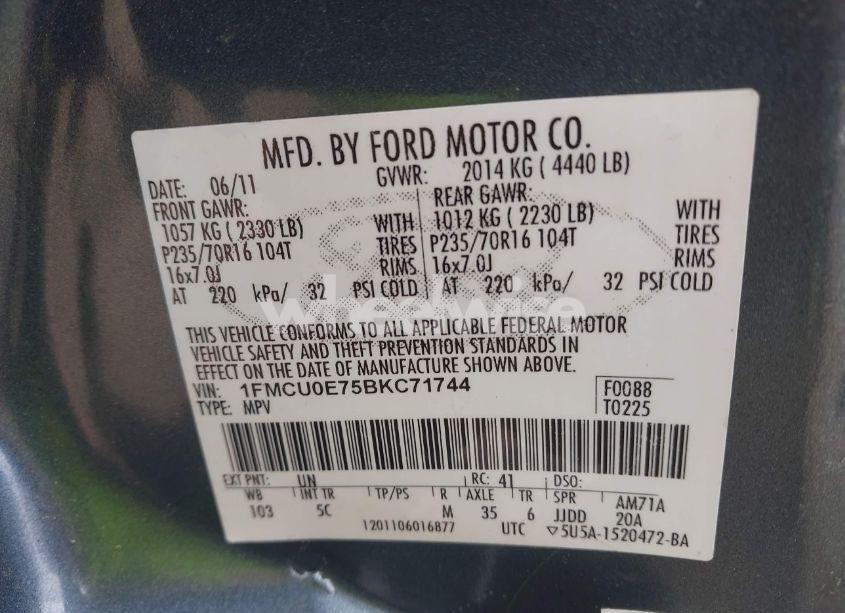 MFD. BY FORD MOTOR CO.
DATE: 06/11 GVWR: 2014 KG ( 4440 LB)
FRONT GAWR: REAR GAWR:
1057 KG ( 2330 LB) WITH 1012 KG ( 2230 LB) WITH
P235/70R16 104T TIRES P235/70R16 104T TIRES
16x7.0J RIMS 16x7.0J RIMS
AT 220 kPa/ 32 PSI COLD AT 220 kPa/ 32 PSI COLD
wheelwire
THIS VEHICLE CONFORMS TO ALL APPLICABLE FEDERAL MOTOR
VEHICLE SAFETY AND THEFT PREVENTION STANDARDS IN
EFFECT ON THE DATE OF MANUFACTURE SHOWN ABOVE.
VIN: 1FMCU0E75BKC71744 F0088
TYPE: MPV T0225
EXT PNT: UN RC: 41 DSO:
WB INT TR TP/PS R AXLE TR SPR AM71A
103 5C M 35 6 JJDD 20A
1201106016877 UTC ▽5U5A-1520472-BA